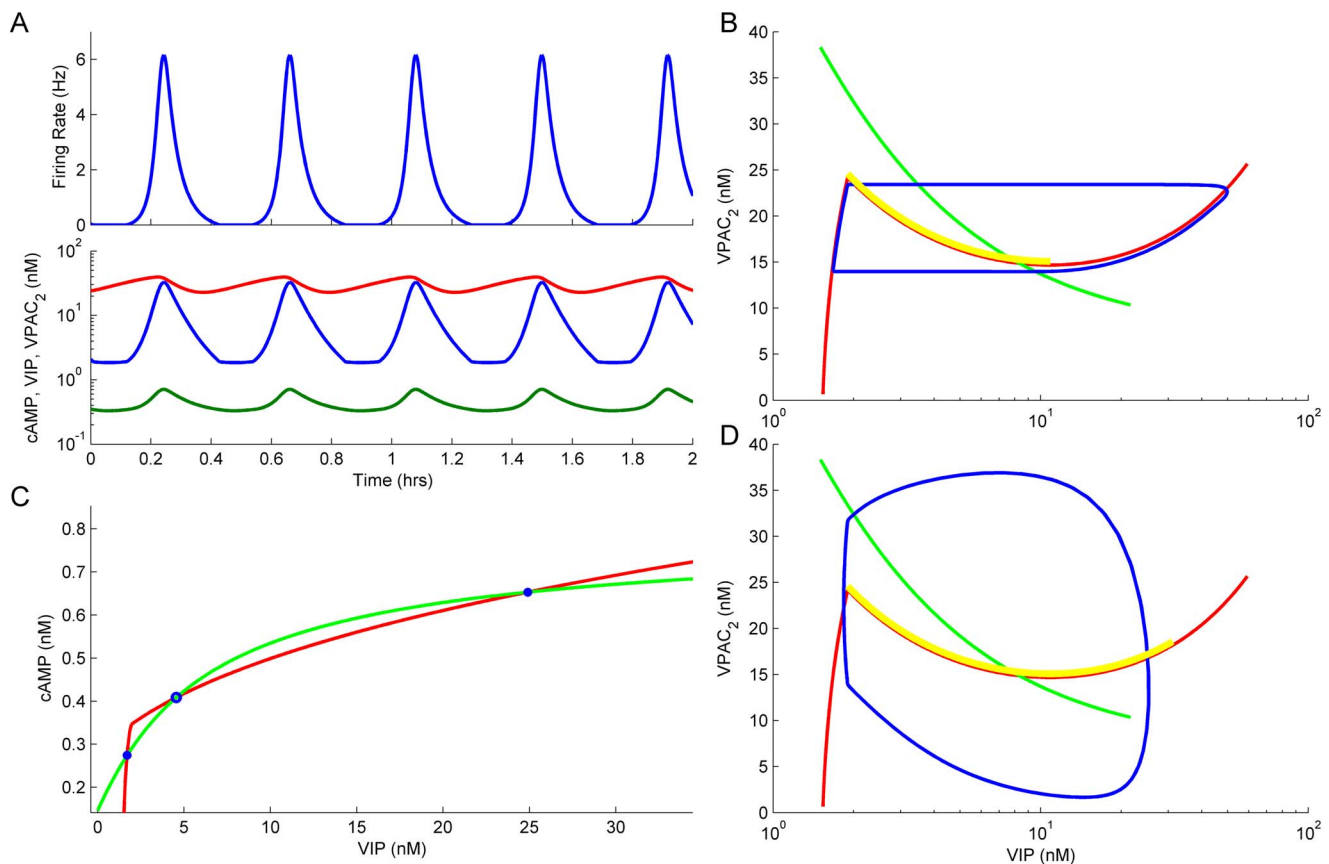 A
Firing Rate (Hz)
6
4
2
0
cAMP, VIP, VPAC2 (nM)
10^2
10^1
10^0
10^-1
0 0.2 0.4 0.6 0.8 1 1.2 1.4 1.6 1.8 2
Time (hrs)
B
VPAC2 (nM)
40
35
30
25
20
15
10
5
0
10^0 10^1 10^2
C
cAMP (nM)
0.8
0.7
0.6
0.5
0.4
0.3
0.2
0 5 10 15 20 25 30
VIP (nM)
D
VPAC2 (nM)
40
35
30
25
20
15
10
5
0
10^0 10^1 10^2
VIP (nM)